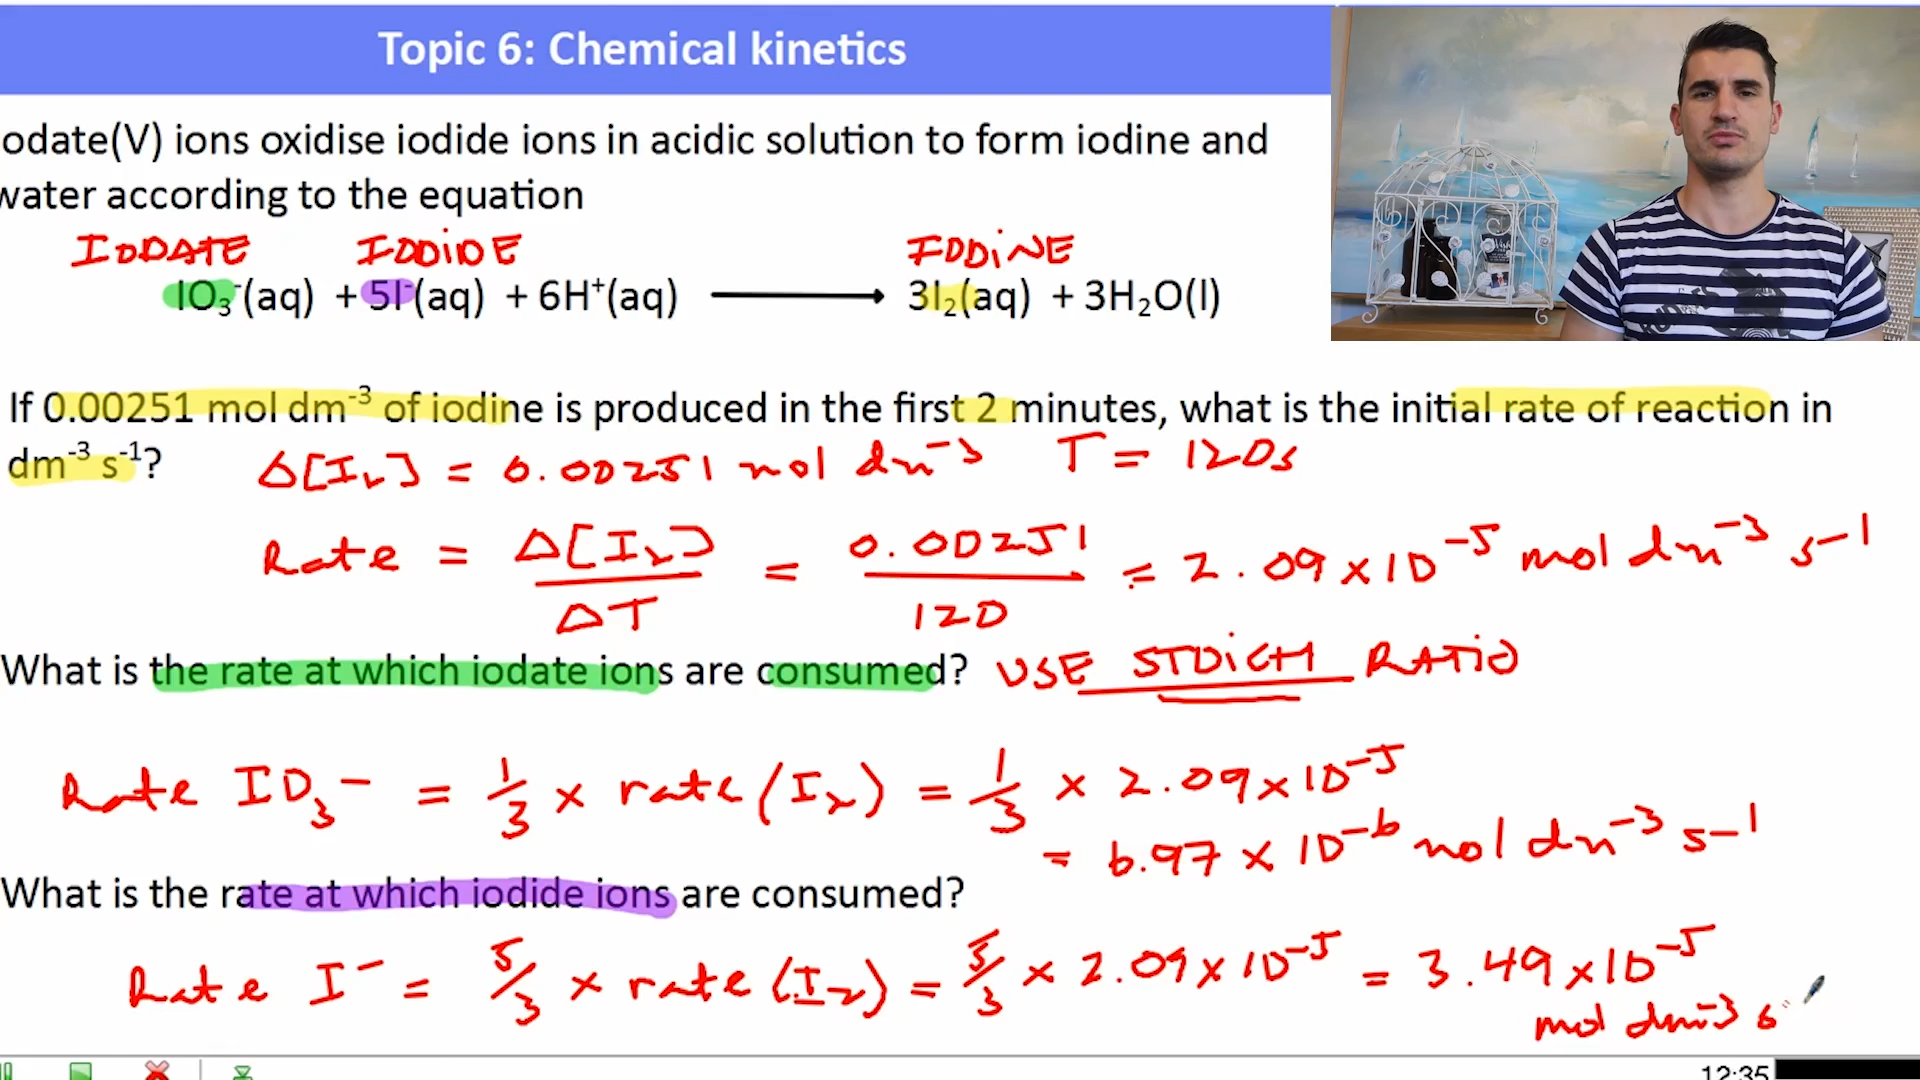 Topic 6: Chemical kinetics
odate(V) ions oxidise iodide ions in acidic solution to form iodine and
water according to the equation
IODATE IODIDE IODINE
IO₃⁻(aq) + 5I⁻(aq) + 6H⁺(aq) ⟶ 3I₂(aq) + 3H₂O(l)
If 0.00251 mol dm⁻³ of iodine is produced in the first 2 minutes, what is the initial rate of reaction in
dm⁻³ s⁻¹? Δ[I₂] = 0.00251 mol dm⁻³ T = 120s
Rate = Δ[I₂]/ΔT = 0.00251/120 = 2.09 × 10⁻⁵ mol dm⁻³ s⁻¹
What is the rate at which iodate ions are consumed? USE STOICH RATIO
Rate IO₃⁻ = 1/3 × rate (I₂) = 1/3 × 2.09 × 10⁻⁵
= 6.97 × 10⁻⁶ mol dm⁻³ s⁻¹
What is the rate at which iodide ions are consumed?
Rate I⁻ = 5/3 × rate (I₂) = 5/3 × 2.09 × 10⁻⁵ = 3.49 × 10⁻⁵
mol dm⁻³ s⁻
12:35